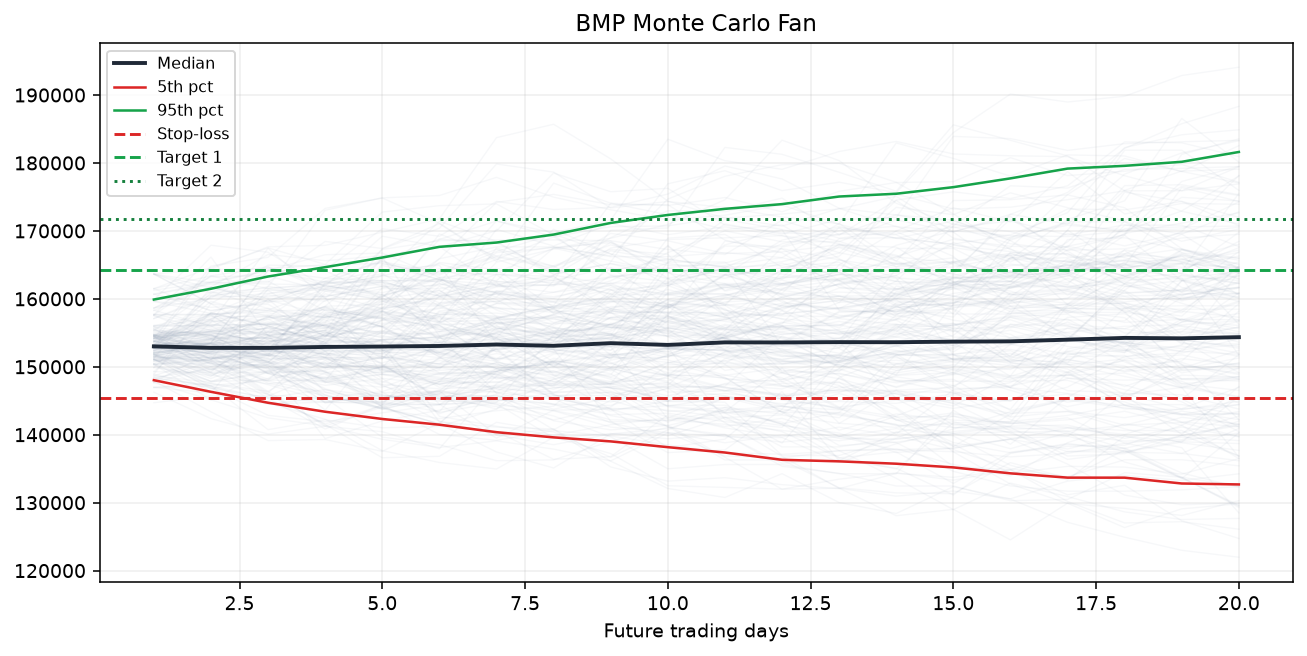 BMP Monte Carlo Fan
Median
5th pct
95th pct
Stop-loss
Target 1
Target 2
190000
180000
170000
160000
150000
140000
130000
120000
2.5 5.0 7.5 10.0 12.5 15.0 17.5 20.0
Future trading days